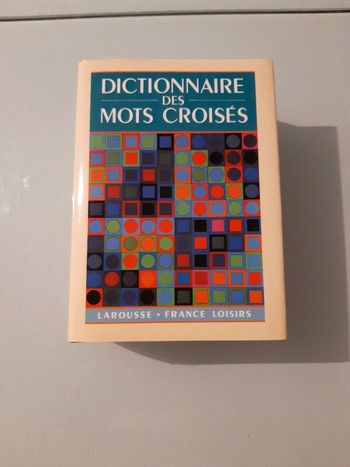 DICTIONNAIRE
DES
MOTS CROISÉS
LAROUSSE • FRANCE LOISIRS